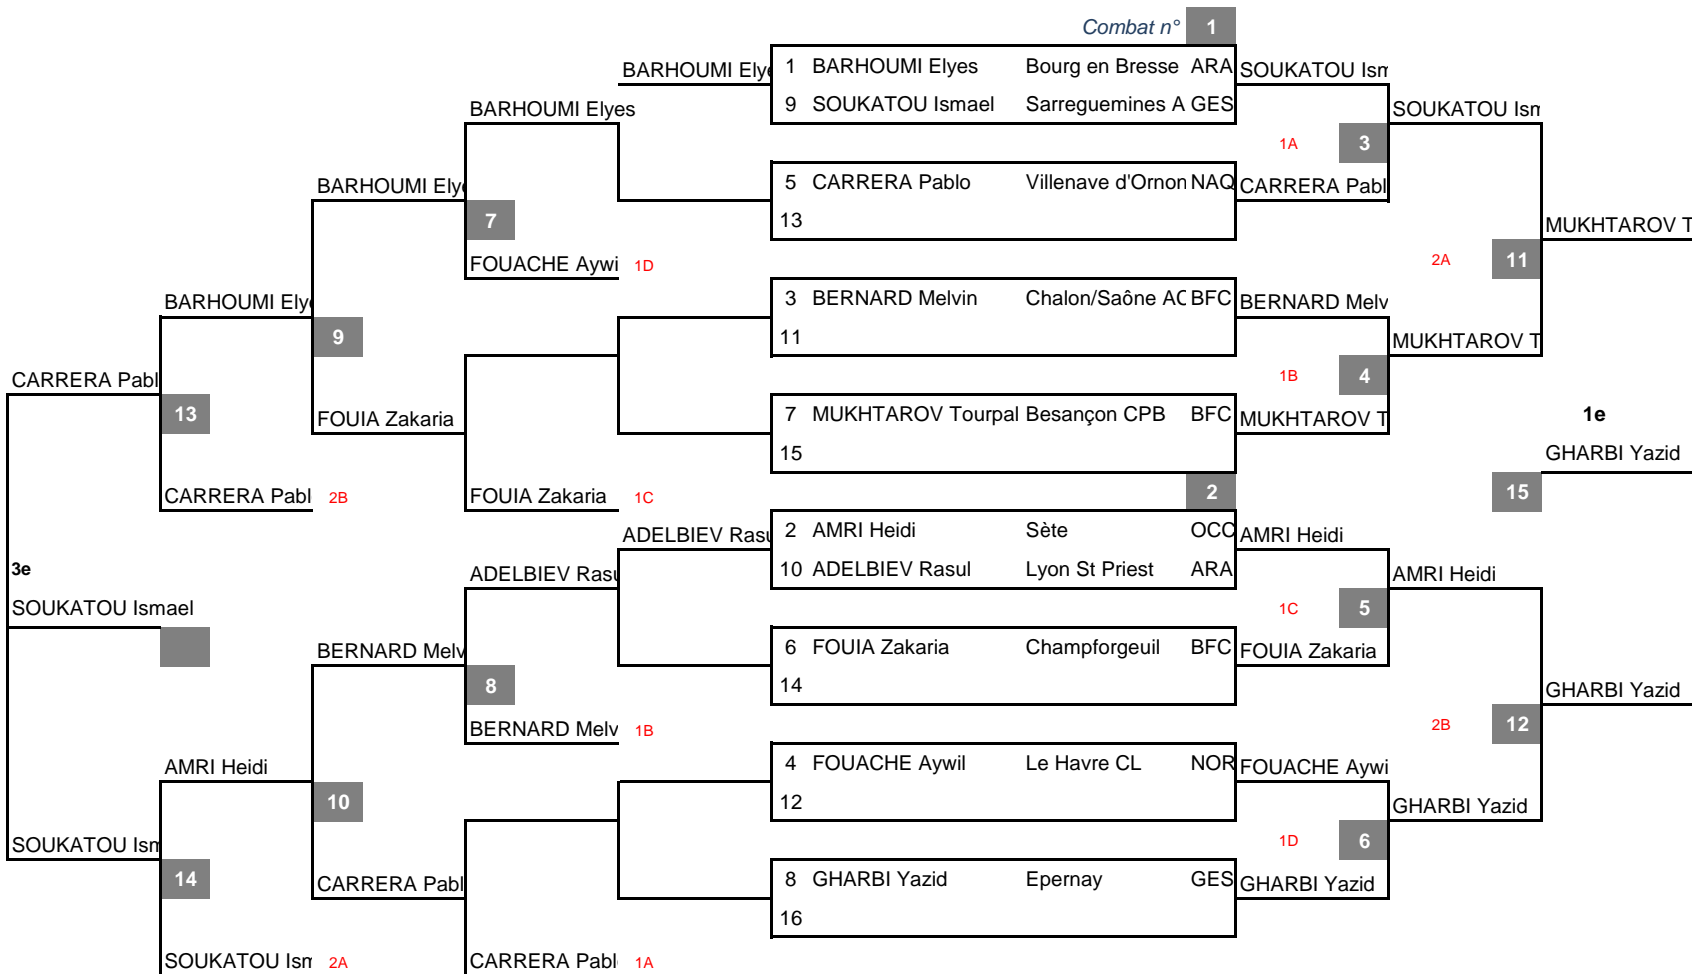 Combat n° 1
BARHOUMI Elye 1 BARHOUMI Elyes Bourg en Bresse ARA SOUKATOU Ism
BARHOUMI Elyes 9 SOUKATOU Ismael Sarreguemines A GES SOUKATOU Ism
1A 3
BARHOUMI Elye 5 CARRERA Pablo Villenave d'Ornon NAQ CARRERA Pabl
7 13 MUKHTAROV T
FOUACHE Aywi 1D 2A 11
BARHOUMI Elye 3 BERNARD Melvin Chalon/Saône AC BFC BERNARD Melv
9 11 MUKHTAROV T
CARRERA Pabl 1B 4
13 FOUIA Zakaria 7 MUKHTAROV Tourpal Besançon CPB BFC MUKHTAROV T 1e
15 GHARBI Yazid
CARRERA Pabl 2B FOUIA Zakaria 1C 2 15
ADELBIEV Rasu 2 AMRI Heidi Sète OCC AMRI Heidi
3e ADELBIEV Rasu 10 ADELBIEV Rasul Lyon St Priest ARA AMRI Heidi
SOUKATOU Ismael 1C 5
BERNARD Melv 6 FOUIA Zakaria Champforgeuil BFC FOUIA Zakaria
8 14 GHARBI Yazid
BERNARD Melv 1B 2B 12
AMRI Heidi 4 FOUACHE Aywil Le Havre CL NOR FOUACHE Aywi
10 12 GHARBI Yazid
SOUKATOU Ism 1D 6
14 CARRERA Pabl 8 GHARBI Yazid Epernay GES GHARBI Yazid
16
SOUKATOU Ism 2A CARRERA Pabl 1A